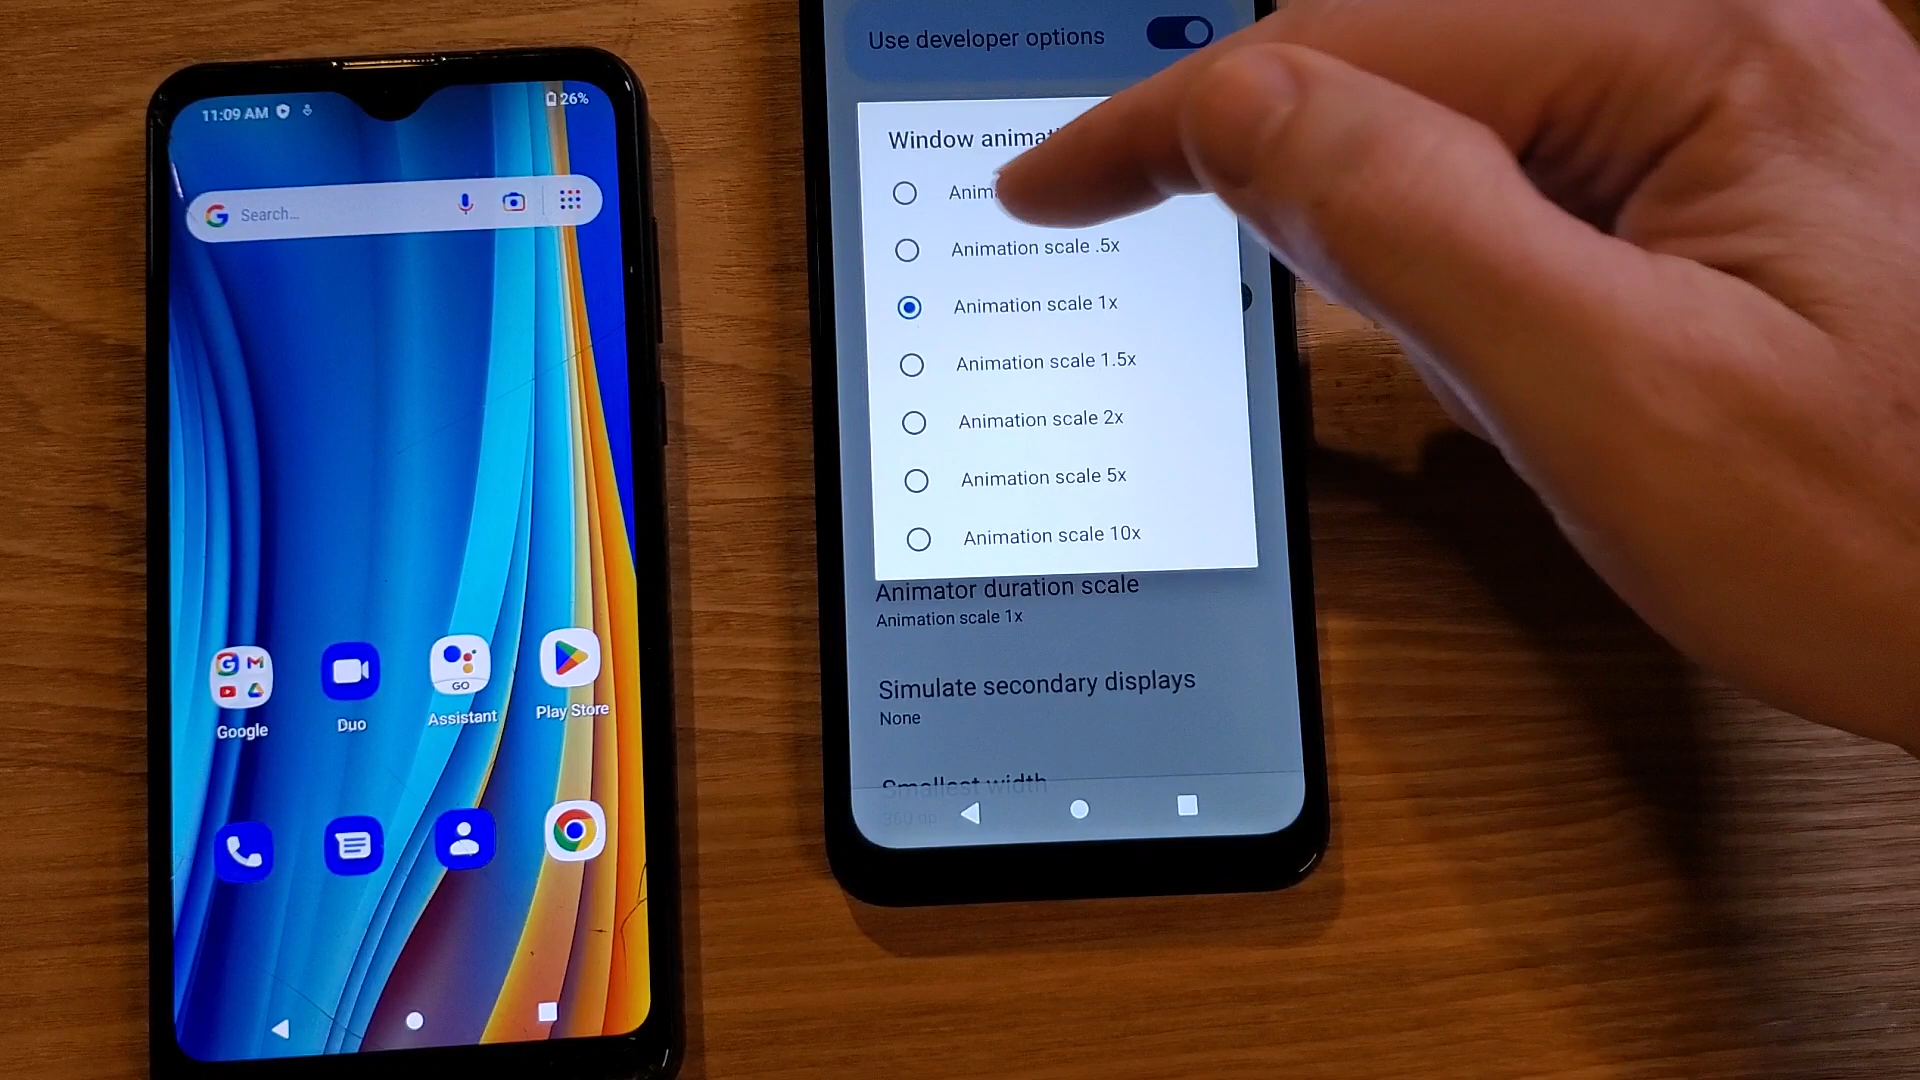 11:09 AM
26%
Search...
Google
Duo
GO
Assistant
Play Store
Use developer options
Window
Animation scale .5x
Animation scale 1x
Animation scale 1.5x
Animation scale 2x
Animation scale 5x
Animation scale 10x
Animator duration scale
Animation scale 1x
Simulate secondary displays
None
Smallest width
360 dp